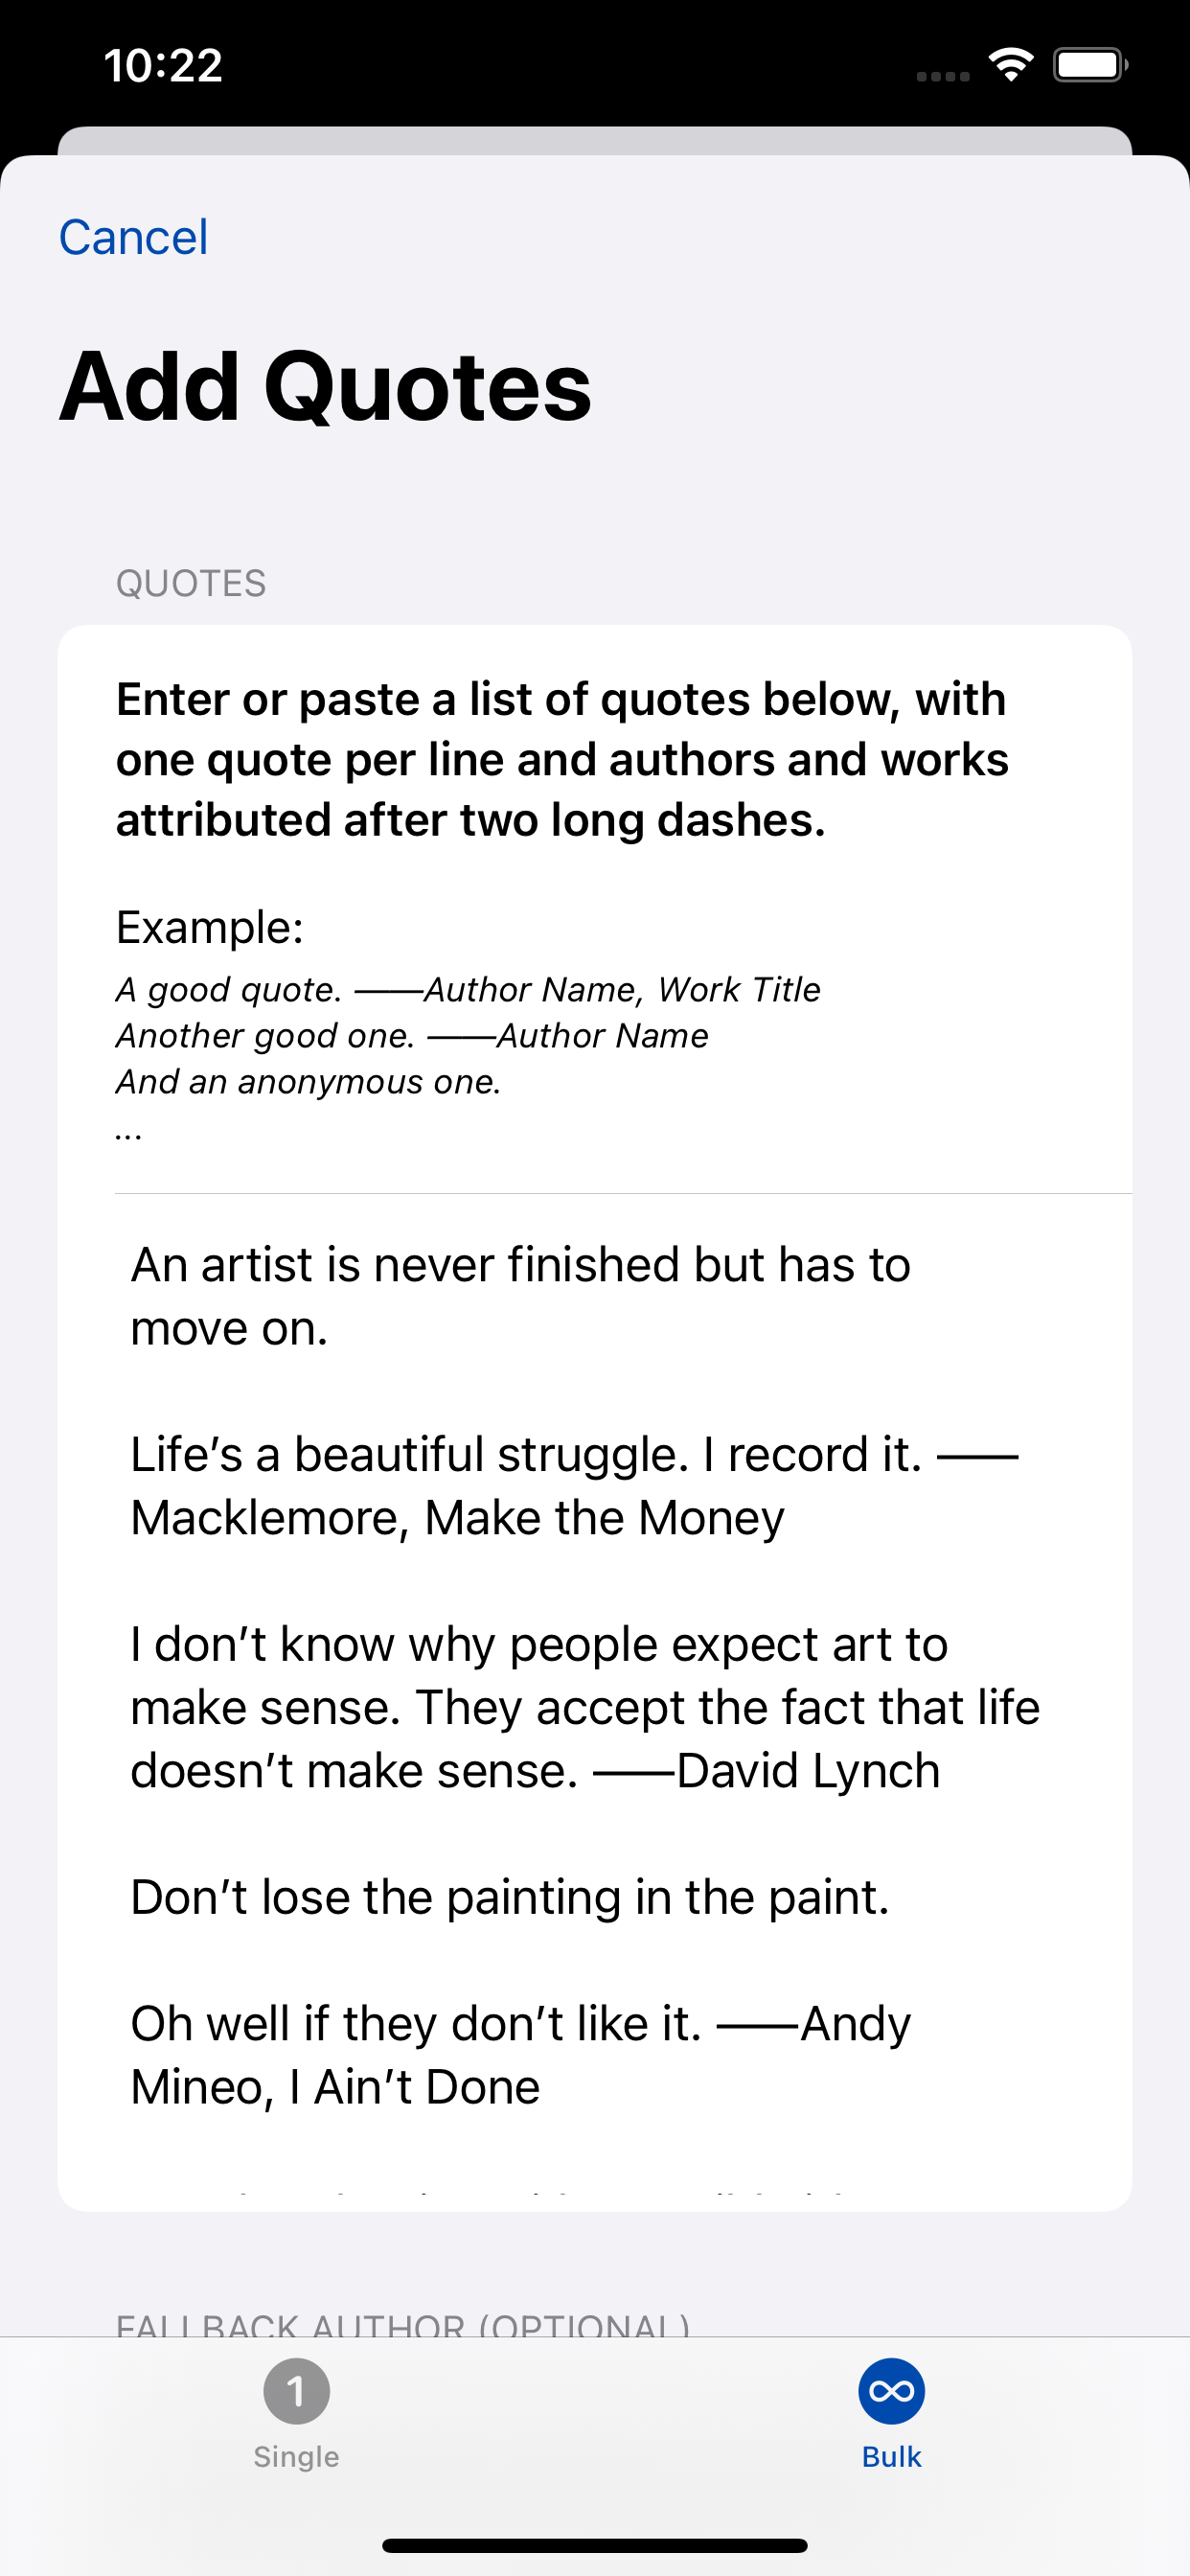 10:22
Cancel
Add Quotes
QUOTES
Enter or paste a list of quotes below, with
one quote per line and authors and works
attributed after two long dashes.
Example:
A good quote. ——Author Name, Work Title
Another good one. ——Author Name
And an anonymous one.
...
An artist is never finished but has to
move on.
Life’s a beautiful struggle. I record it. ——
Macklemore, Make the Money
I don’t know why people expect art to
make sense. They accept the fact that life
doesn’t make sense. ——David Lynch
Don’t lose the painting in the paint.
Oh well if they don’t like it. ——Andy
Mineo, I Ain’t Done
FALLBACK AUTHOR (OPTIONAL)
1
Single
Bulk